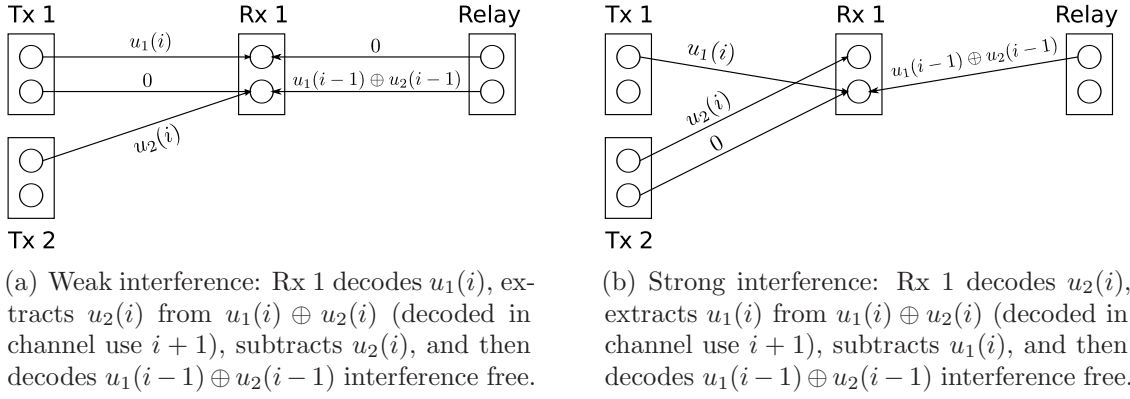 Tx 1
Rx 1
Relay
u₁(i)
0
0
u₁(i−1) ⊕ u₂(i−1)
u₂(i)
Tx 2
(a) Weak interference: Rx 1 decodes u₁(i), ex-
tracts u₂(i) from u₁(i) ⊕ u₂(i) (decoded in
channel use i + 1), subtracts u₂(i), and then
decodes u₁(i−1) ⊕ u₂(i−1) interference free.
Tx 1
Rx 1
Relay
u₁(i)
u₁(i−1) ⊕ u₂(i−1)
u₂(i)
0
Tx 2
(b) Strong interference: Rx 1 decodes u₂(i),
extracts u₁(i) from u₁(i) ⊕ u₂(i) (decoded in
channel use i + 1), subtracts u₁(i), and then
decodes u₁(i−1) ⊕ u₂(i−1) interference free.